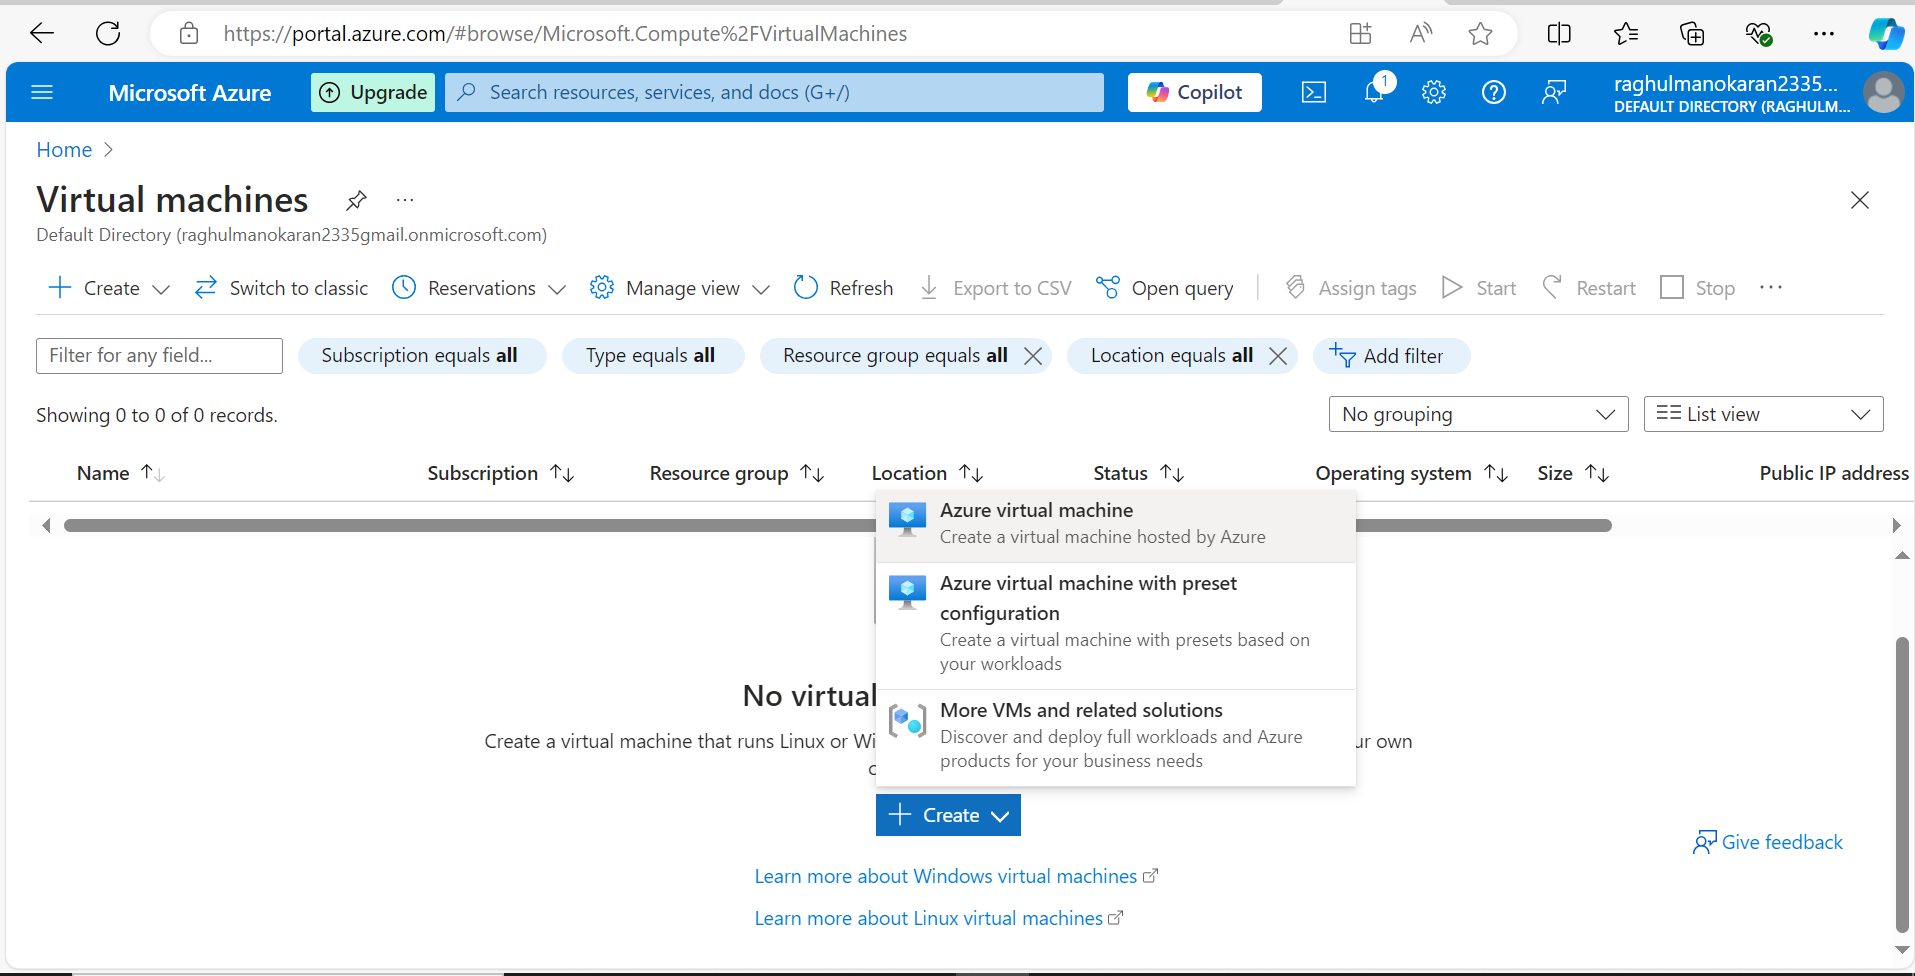 https://portal.azure.com/#browse/Microsoft.Compute%2FVirtualMachines
Microsoft Azure
Upgrade
Search resources, services, and docs (G+/)
Copilot
1
raghulmanokaran2335...
DEFAULT DIRECTORY (RAGHULM...
Home
Virtual machines
Default Directory (raghulmanokaran2335gmail.onmicrosoft.com)
Create
Switch to classic
Reservations
Manage view
Refresh
Export to CSV
Open query
Assign tags
Start
Restart
Stop
Filter for any field...
Subscription equals all
Type equals all
Resource group equals all
Location equals all
Add filter
Showing 0 to 0 of 0 records.
No grouping
List view
Name
Subscription
Resource group
Location
Status
Operating system
Size
Public IP address
Azure virtual machine
Create a virtual machine hosted by Azure
Azure virtual machine with preset
configuration
Create a virtual machine with presets based on
your workloads
More VMs and related solutions
Discover and deploy full workloads and Azure
products for your business needs
No virtual
Create a virtual machine that runs Linux or Wi
ur own
Create
Give feedback
Learn more about Windows virtual machines
Learn more about Linux virtual machines